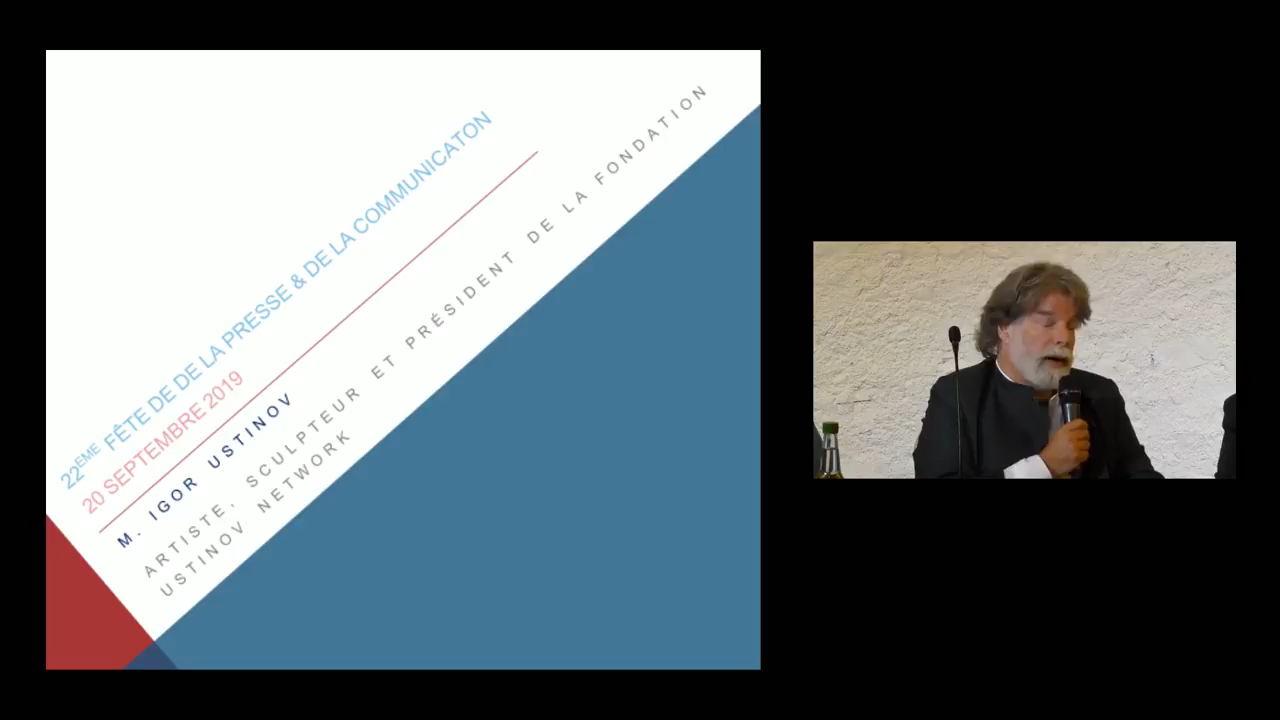 22EME FÊTE DE DE LA PRESSE & DE LA COMMUNICATON
20 SEPTEMBRE 2019
M. IGOR USTINOV
ARTISTE, SCULPTEUR ET PRÉSIDENT DE LA FONDATION
USTINOV NETWORK